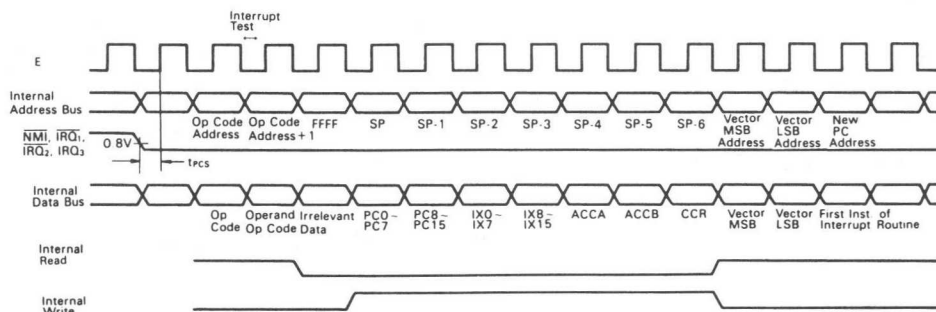 Interrupt
Test
E
Internal
Address Bus
Op Code
Address
Op Code
Address + 1
FFFF
SP
SP-1
SP-2
SP-3
SP-4
SP-5
SP-6
Vector
MSB
Address
Vector
LSB
Address
New
PC
Address
NMI, IRQ1,
IRQ2, IRQ3
0 8V
tPCS
Internal
Data Bus
Op
Code
Operand
Op Code
Irrelevant
Data
PC0~
PC7
PC8~
PC15
IX0~
IX7
IX8~
IX15
ACCA
ACCB
CCR
Vector
MSB
Vector
LSB
First Inst of
Interrupt Routine
Internal
Read
Internal
Write